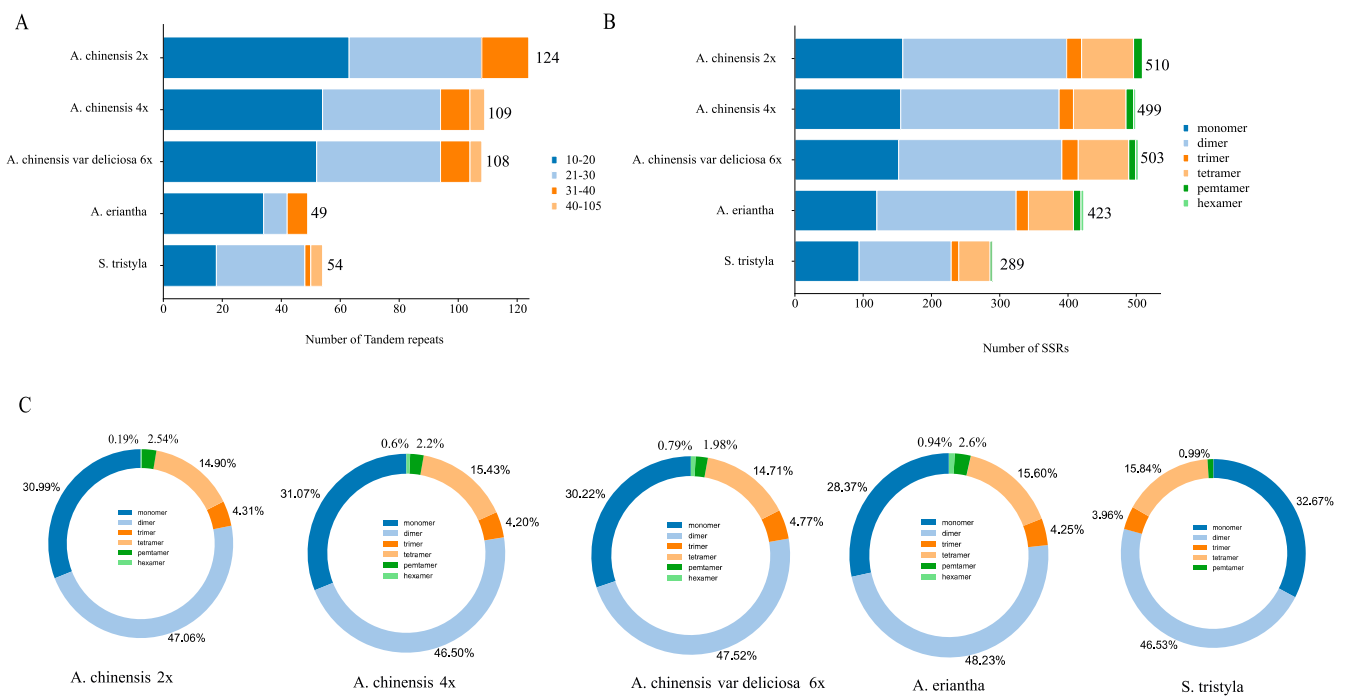 A
A. chinensis 2x
124
A. chinensis 4x
109
A. chinensis var deliciosa 6x
108
A. eriantha
49
S. tristyla
54
0 20 40 60 80 100 120
Number of Tandem repeats
10-20
21-30
31-40
40-105
B
A. chinensis 2x
510
A. chinensis 4x
499
A. chinensis var deliciosa 6x
503
A. eriantha
423
S. tristyla
289
0 100 200 300 400 500
Number of SSRs
monomer
dimer
trimer
tetramer
pemtamer
hexamer
C
0.19% 2.54%
14.90%
30.99%
4.31%
monomer
dimer
trimer
tetramer
pemtamer
hexamer
47.06%
A. chinensis 2x
0.6% 2.2%
15.43%
31.07%
4.20%
monomer
dimer
trimer
tetramer
pemtamer
hexamer
46.50%
A. chinensis 4x
0.79% 1.98%
14.71%
30.22%
4.77%
monomer
dimer
trimer
tetramer
pemtamer
hexamer
47.52%
A. chinensis var deliciosa 6x
0.94% 2.6%
15.60%
28.37%
4.25%
monomer
dimer
trimer
tetramer
pemtamer
hexamer
48.23%
A. eriantha
0.99%
15.84%
32.67%
3.96%
monomer
dimer
trimer
tetramer
pemtamer
46.53%
S. tristyla